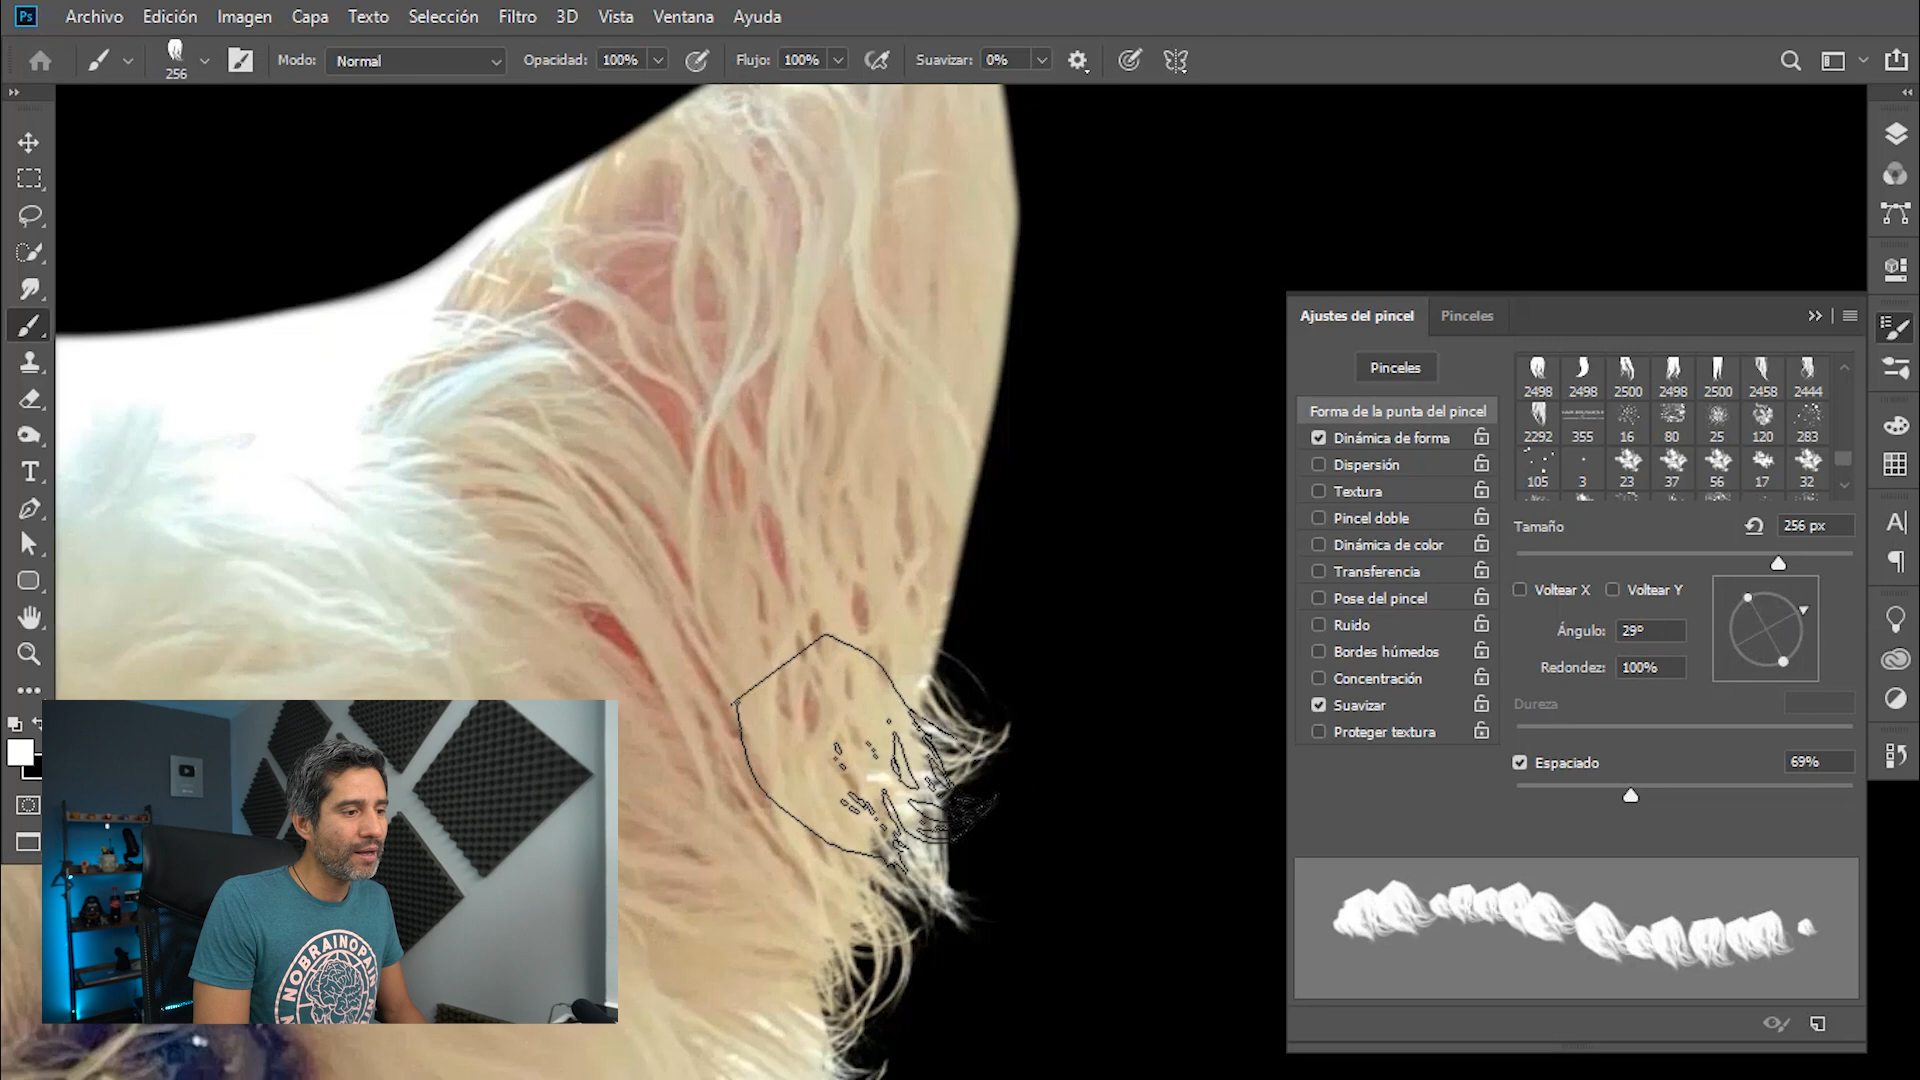 Ps Archivo Edición Imagen Capa Texto Selección Filtro 3D Vista Ventana Ayuda
256 Modo: Normal Opacidad: 100% Flujo: 100% Suavizar: 0%
Ajustes del pincel Pinceles
Pinceles
2498 2498 2500 2498 2500 2458 2444
2292 355 16 80 25 120 283
105 3 23 37 56 17 32
Forma de la punta del pincel
Dinámica de forma
Dispersión
Textura
Pincel doble
Dinámica de color
Transferencia
Pose del pincel
Ruido
Bordes húmedos
Concentración
Suavizar
Proteger textura
Tamaño 256 px
Voltear X Voltear Y
Ángulo: 29º
Redondez: 100%
Dureza
Espaciado 69%
NOBRAINOPAIN